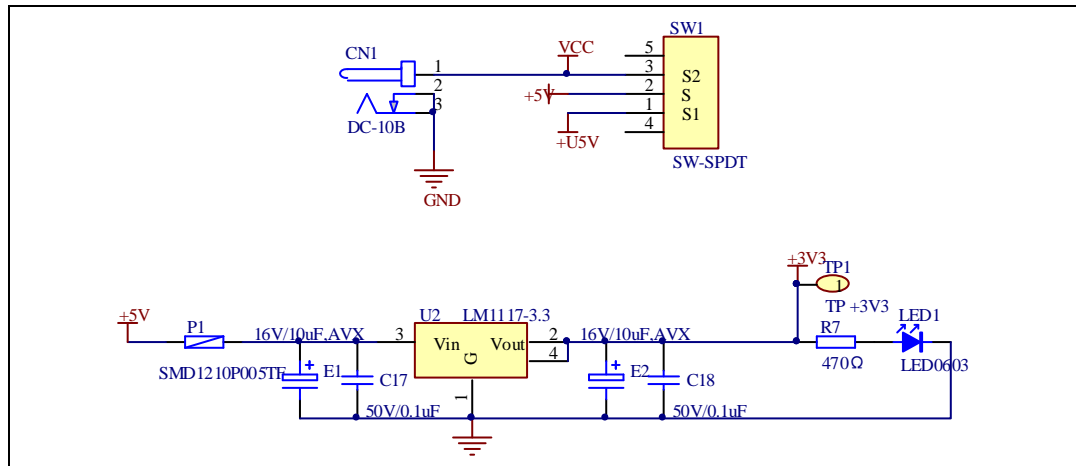 SW1
CN1
VCC
5
1
3
S2
2
+5V
2
S
3
1
S1
DC-10B
4
+U5V
SW-SPDT
GND
+3V3
TP1
1
TP +3V3
+5V
P1
U2
LM1117-3.3
R7
LED1
16V/10uF,AVX
3
Vin
Vout
2
16V/10uF,AVX
4
G
470Ω
LED0603
SMD1210P005TF
E1
C17
E2
C18
1
50V/0.1uF
50V/0.1uF